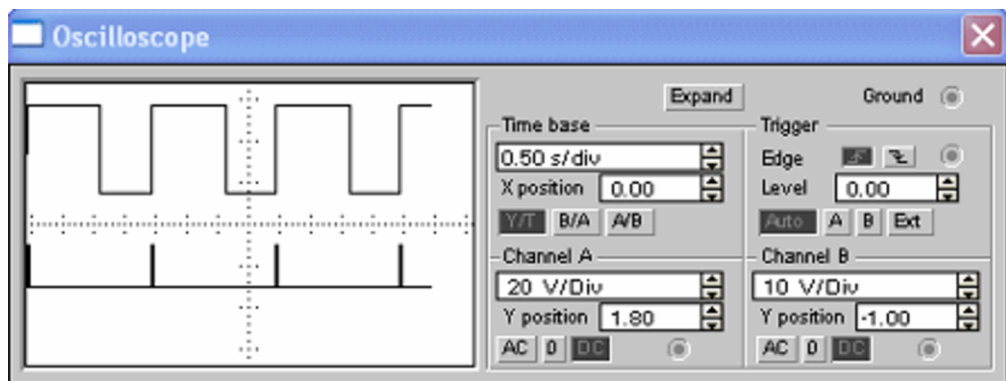 Oscilloscope
Expand
Ground
Time base
0.50 s/div
X position 0.00
Y/T B/A A/B
Trigger
Edge
Level 0.00
Auto A B Ext
Channel A
20 V/Div
Y position 1.80
AC 0 DC
Channel B
10 V/Div
Y position -1.00
AC 0 DC